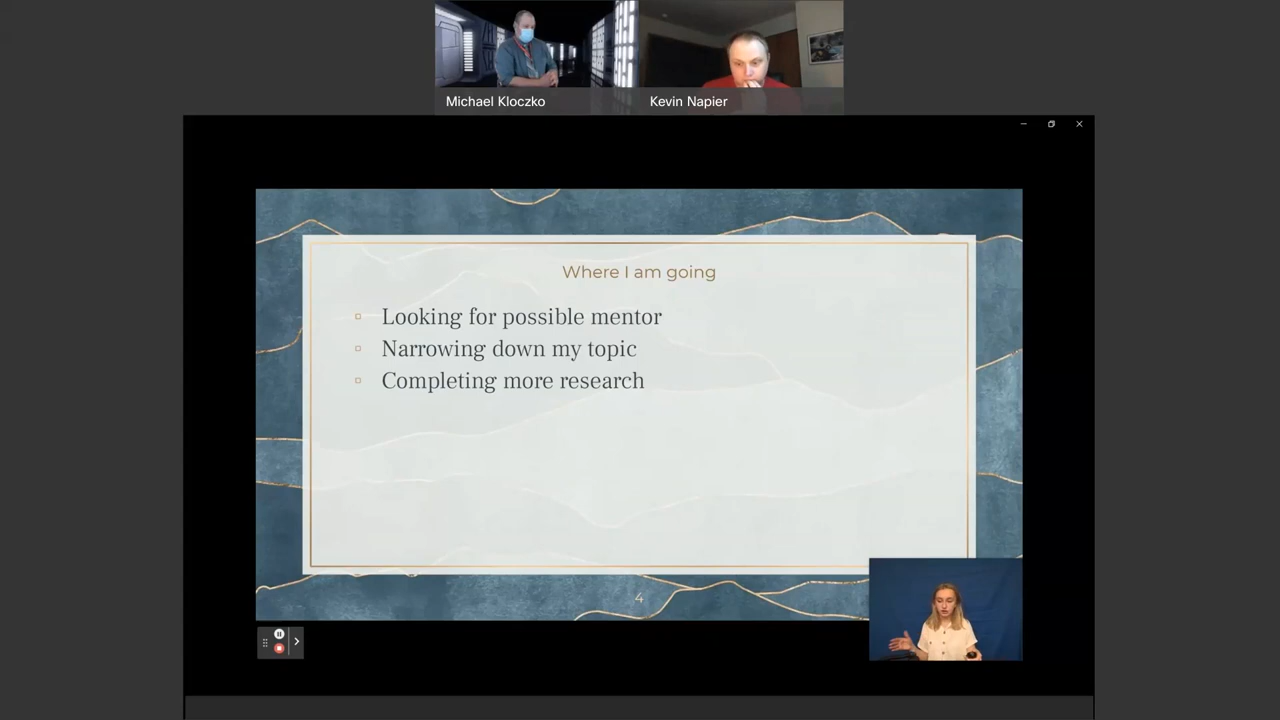 Michael Kloczko
Kevin Napier
Where I am going
Looking for possible mentor
Narrowing down my topic
Completing more research
4